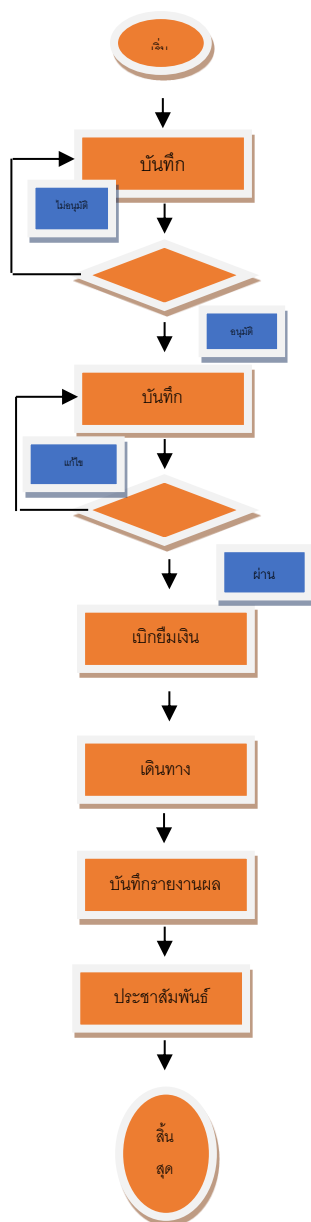 บันทึก
ไม่อนุมัติ
อนุมัติ
บันทึก
แก้ไข
ผ่าน
เบิกยืมเงิน
เดินทาง
บันทึกรายงานผล
ประชาสัมพันธ์
สิ้น
สุด